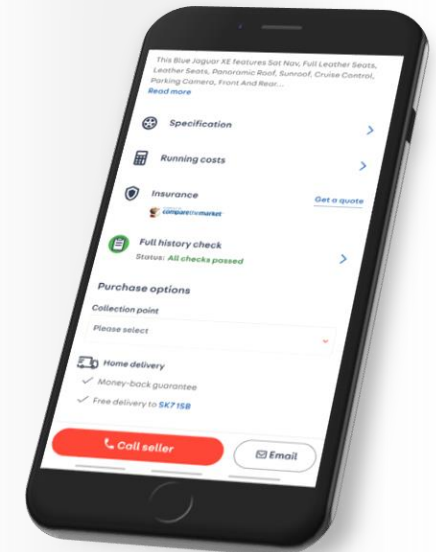 This Blue Jaguar XE features Sat Nav, Full Leather Seats,
Leather Seats, Panoramic Roof, Sunroof, Cruise Control,
Parking Camera, Front And Rear...
Read more
Specification
Running costs
Insurance
Get a quote
comparethemarket
Full history check
Status: All checks passed
Purchase options
Collection point
Please select
Home delivery
Money-back guarantee
Free delivery to SK7 1SB
Call seller
Email